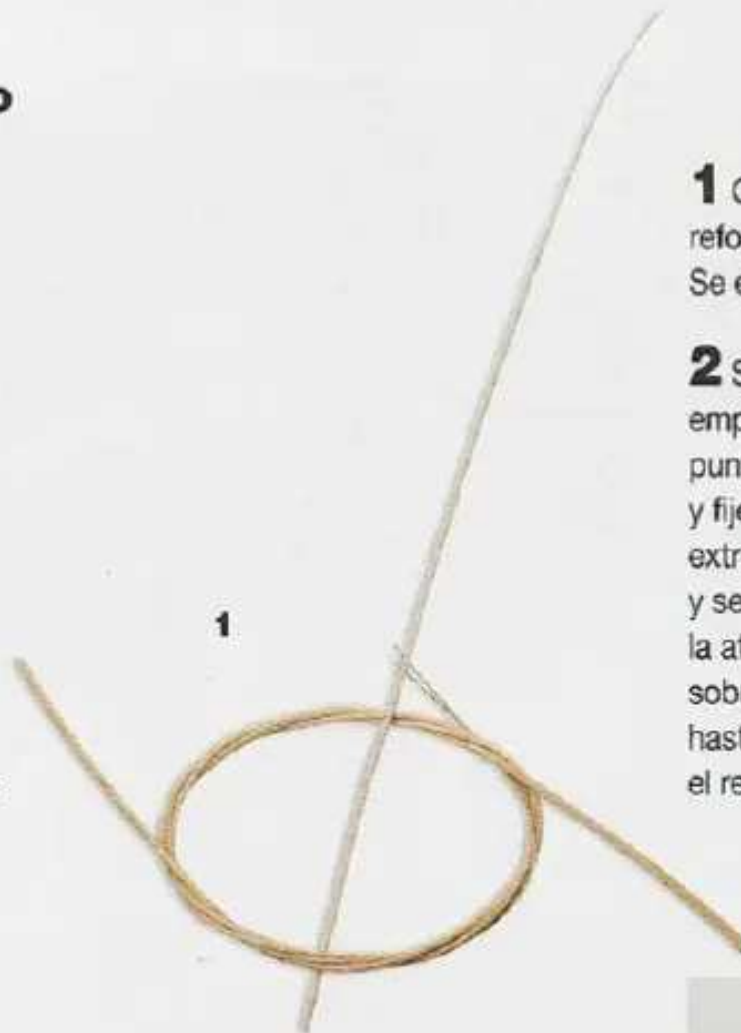 1
refo
Se e
2 S
emp
pun
y fije
extr
y se
la at
sob
hast
el re
1